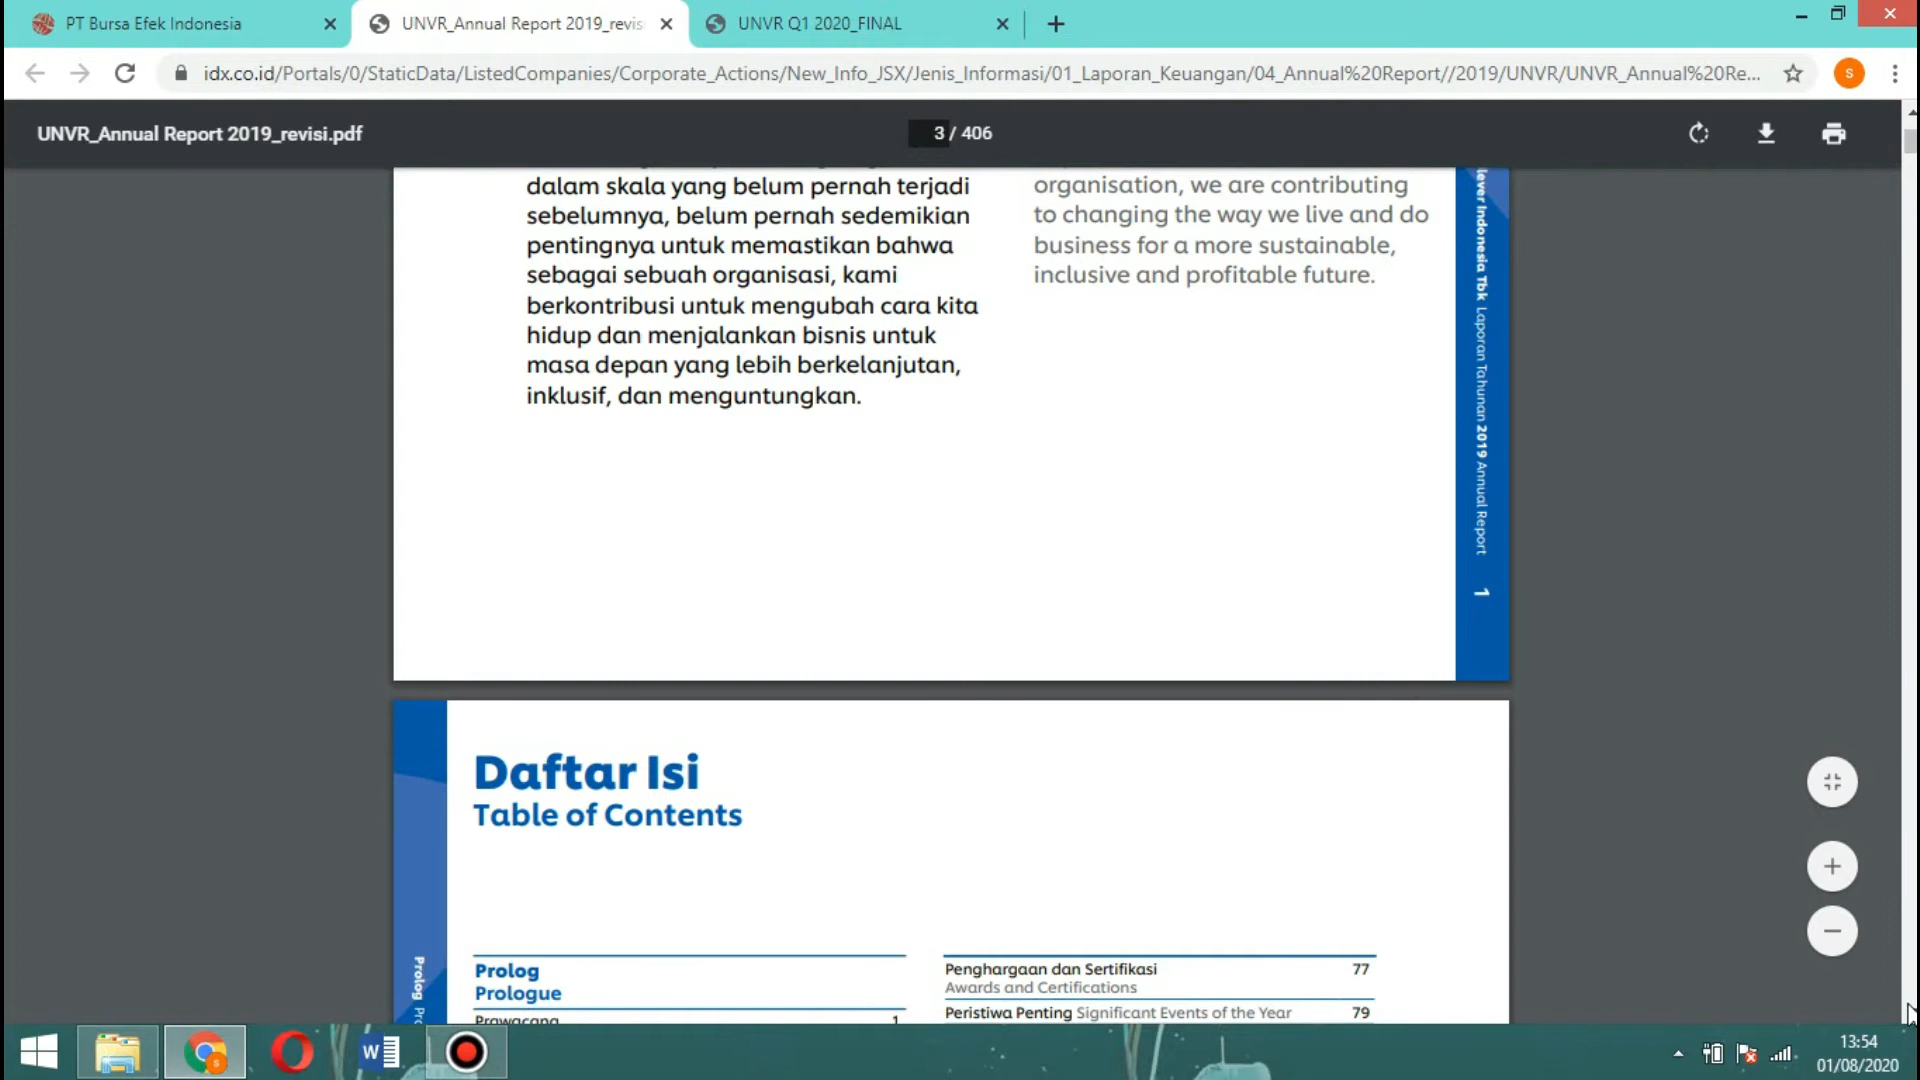 PT Bursa Efek Indonesia
UNVR_Annual Report 2019_revis
UNVR Q1 2020_FINAL
idx.co.id/Portals/0/StaticData/ListedCompanies/Corporate_Actions/New_Info_JSX/Jenis_Informasi/01_Laporan_Keuangan/04_Annual%20Report//2019/UNVR/UNVR_Annual%20Re...
s
UNVR_Annual Report 2019_revisi.pdf
3 / 406
dalam skala yang belum pernah terjadi
sebelumnya, belum pernah sedemikian
pentingnya untuk memastikan bahwa
sebagai sebuah organisasi, kami
berkontribusi untuk mengubah cara kita
hidup dan menjalankan bisnis untuk
masa depan yang lebih berkelanjutan,
inklusif, dan menguntungkan.
organisation, we are contributing
to changing the way we live and do
business for a more sustainable,
inclusive and profitable future.
lever Indonesia Tbk Laporan Tahunan 2019 Annual Report
1
Daftar Isi
Table of Contents
Prolog
Prologue
Prawacana 1
Penghargaan dan Sertifikasi 77
Awards and Certifications
Peristiwa Penting Significant Events of the Year 79
Prolog Pro
W
S
13:54
01/08/2020